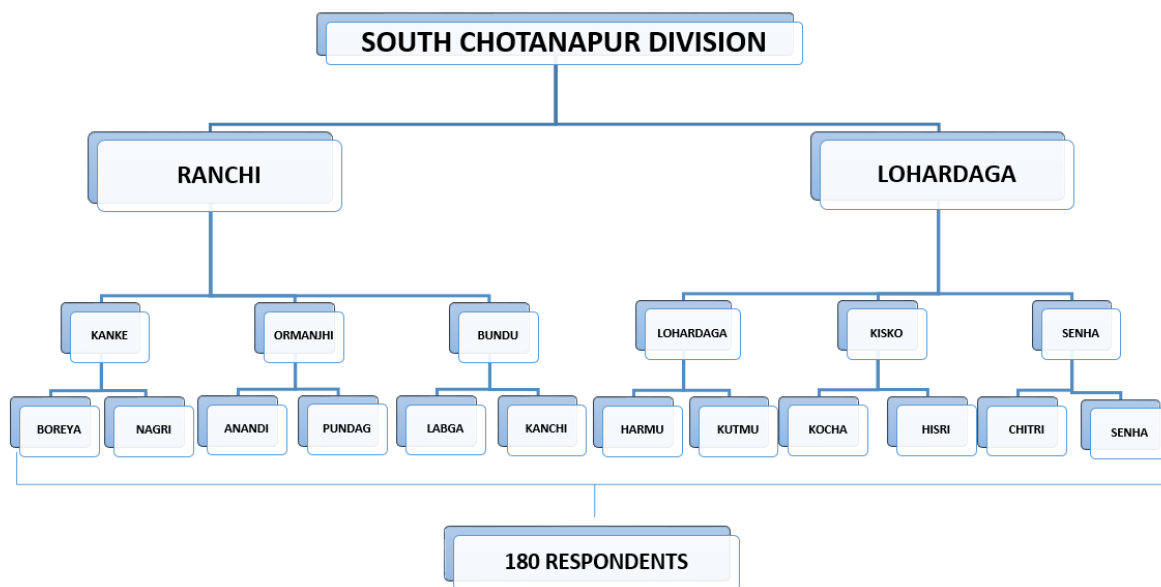 SOUTH CHOTANAPUR DIVISION
RANCHI
LOHARDAGA
KANKE
ORMANJHI
BUNDU
LOHARDAGA
KISKO
SENHA
BOREYA
NAGRI
ANANDI
PUNDAG
LABGA
KANCHI
HARMU
KUTMU
KOCHA
HISRI
CHITRI
SENHA
180 RESPONDENTS